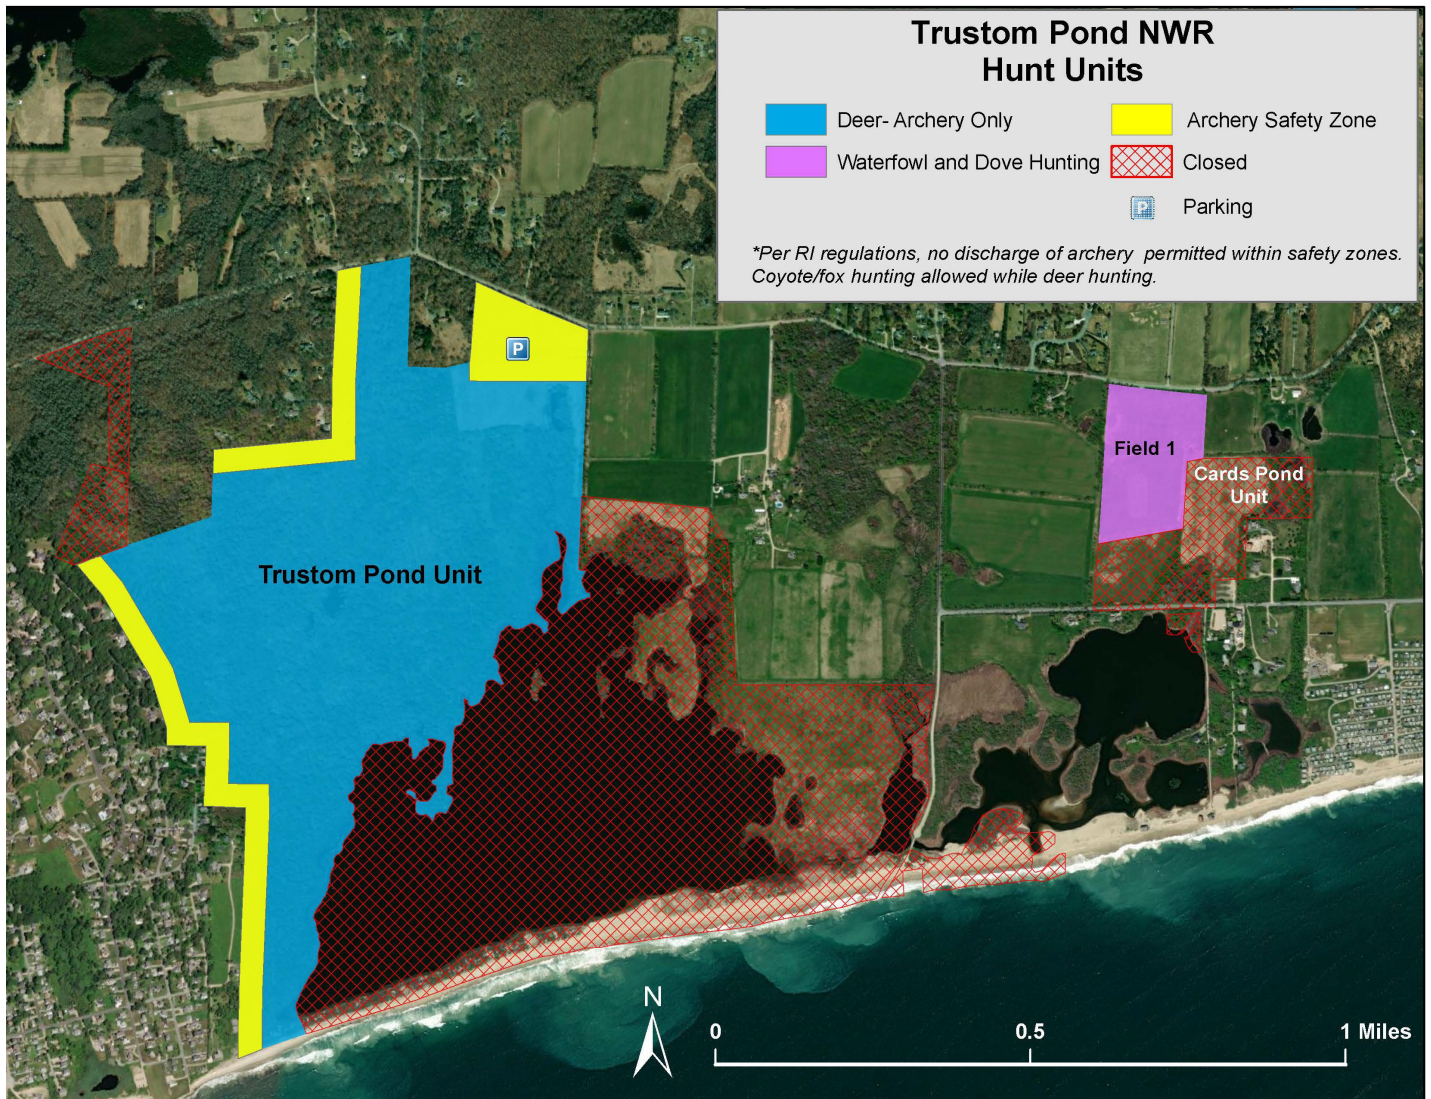 Trustom Pond NWR
Hunt Units
Deer- Archery Only
Archery Safety Zone
Waterfowl and Dove Hunting
Closed
P
Parking
*Per RI regulations, no discharge of archery  permitted within safety zones.
Coyote/fox hunting allowed while deer hunting.
P
Field 1
Cards Pond
Unit
Trustom Pond Unit
N
0
0.5
1 Miles